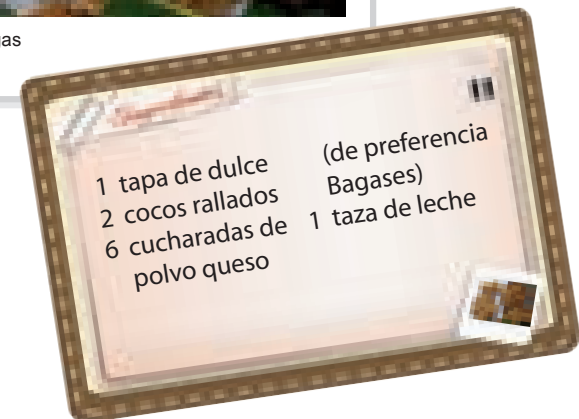 gas
1 tapa de dulce
2 cocos rallados
6 cucharadas de
polvo queso
(de preferencia
Bagases)
1 taza de leche